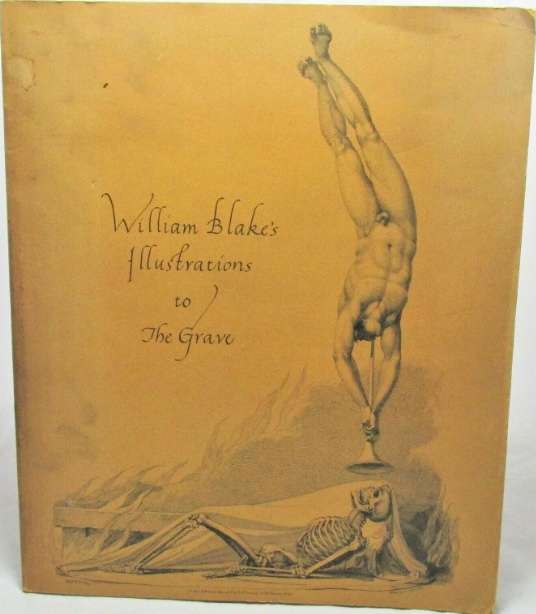 William Blake's
Illustrations
to
The Grave